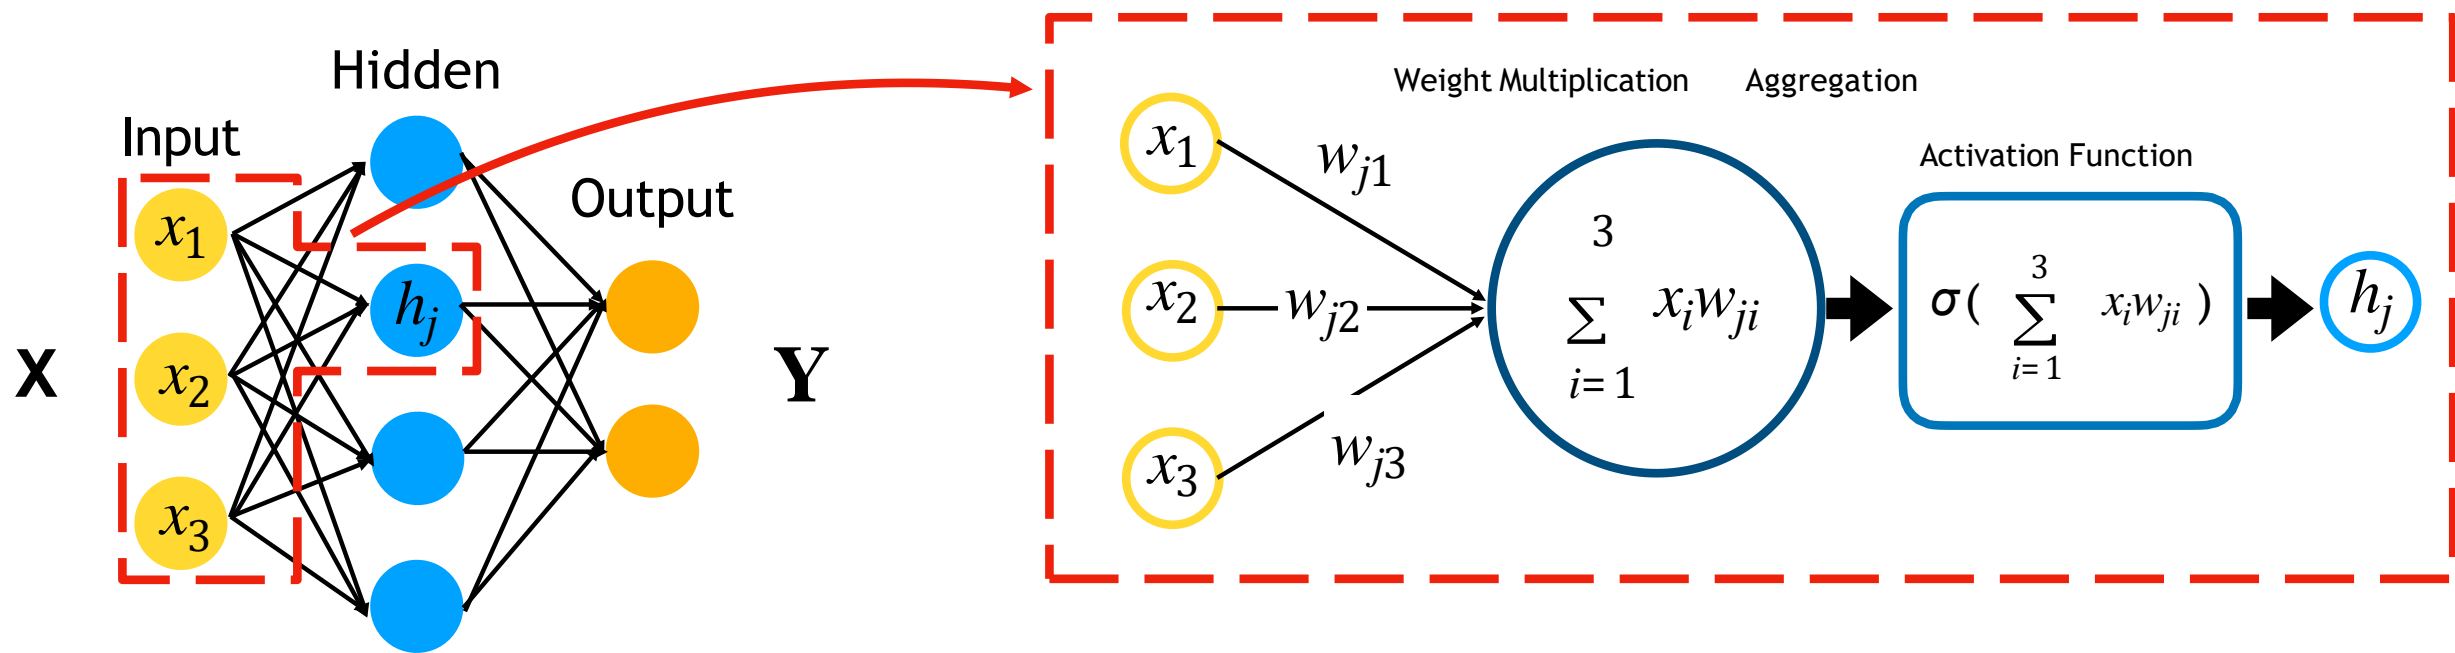 Hidden
Input
Output
x₁
x₂
x₃
hⱼ
X
Y
Weight Multiplication
Aggregation
Activation Function
x₁
x₂
x₃
wⱼ₁
wⱼ₂
wⱼ₃
3
∑ xᵢwⱼᵢ
i= 1
3
σ( ∑ xᵢwⱼᵢ )
i= 1
hⱼ